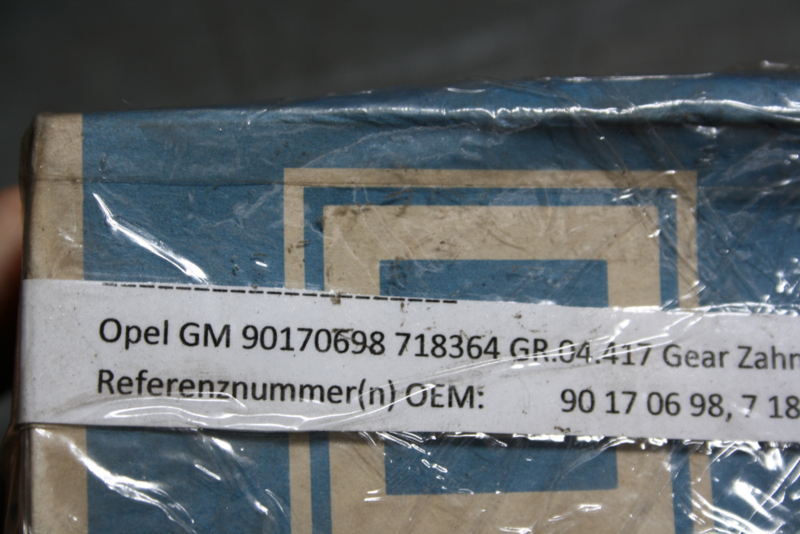 Opel GM 90170698 718364 GR.04.417 Gear Zahn
Referenznummer(n) OEM: 90 17 06 98, 7 18